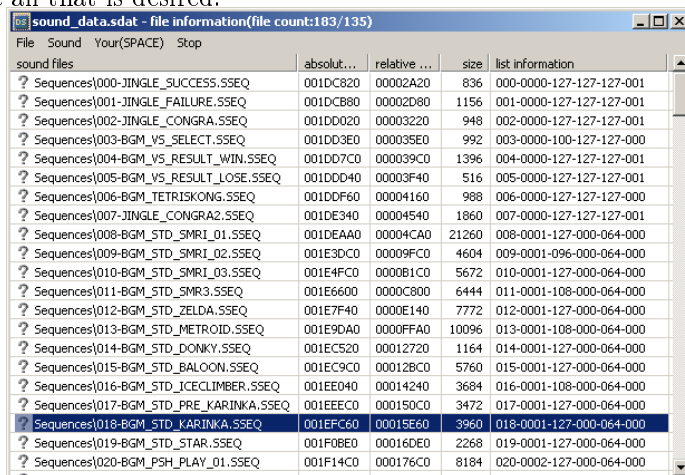 all that is desired.
sound_data.sdat - file information(file count:183/135)
File Sound Your(SPACE) Stop
sound files absolut... relative ... size list information
? Sequences\000-JINGLE_SUCCESS.SSEQ 001DC820 00002A20 836 000-0000-127-127-127-001
? Sequences\001-JINGLE_FAILURE.SSEQ 001DCB80 00002D80 1156 001-0000-127-127-127-001
? Sequences\002-JINGLE_CONGRA.SSEQ 001DD020 00003220 948 002-0000-127-127-127-001
? Sequences\003-BGM_VS_SELECT.SSEQ 001DD3E0 000035E0 992 003-0000-100-127-127-000
? Sequences\004-BGM_VS_RESULT_WIN.SSEQ 001DD7C0 000039C0 1396 004-0000-127-127-127-001
? Sequences\005-BGM_VS_RESULT_LOSE.SSEQ 001DDD40 00003F40 516 005-0000-127-127-127-001
? Sequences\006-BGM_TETRISKONG.SSEQ 001DDF60 00004160 988 006-0000-127-127-127-000
? Sequences\007-JINGLE_CONGRA2.SSEQ 001DE340 00004540 1860 007-0000-127-127-127-001
? Sequences\008-BGM_STD_SMRI_01.SSEQ 001DEAA0 00004CA0 21260 008-0001-127-000-064-000
? Sequences\009-BGM_STD_SMRI_02.SSEQ 001E3DC0 00009FC0 4604 009-0001-096-000-064-000
? Sequences\010-BGM_STD_SMRI_03.SSEQ 001E4FC0 0000B1C0 5672 010-0001-127-000-064-000
? Sequences\011-BGM_STD_SMR3.SSEQ 001E6600 0000C800 6444 011-0001-108-000-064-000
? Sequences\012-BGM_STD_ZELDA.SSEQ 001E7F40 0000E140 7772 012-0001-127-000-064-000
? Sequences\013-BGM_STD_METROID.SSEQ 001E9DA0 0000FFA0 10096 013-0001-108-000-064-000
? Sequences\014-BGM_STD_DONKY.SSEQ 001EC520 00012720 1164 014-0001-127-000-064-000
? Sequences\015-BGM_STD_BALOON.SSEQ 001EC9C0 00012BC0 5760 015-0001-127-000-064-000
? Sequences\016-BGM_STD_ICECLIMBER.SSEQ 001EE040 00014240 3684 016-0001-108-000-064-000
? Sequences\017-BGM_STD_PRE_KARINKA.SSEQ 001EEEC0 000150C0 3472 017-0001-127-000-064-000
? Sequences\018-BGM_STD_KARINKA.SSEQ 001EFC60 00015E60 3960 018-0001-127-000-064-000
? Sequences\019-BGM_STD_STAR.SSEQ 001F0BE0 00016DE0 2268 019-0001-127-000-064-000
? Sequences\020-BGM_PSH_PLAY_01.SSEQ 001F14C0 000176C0 8184 020-0002-127-000-064-000